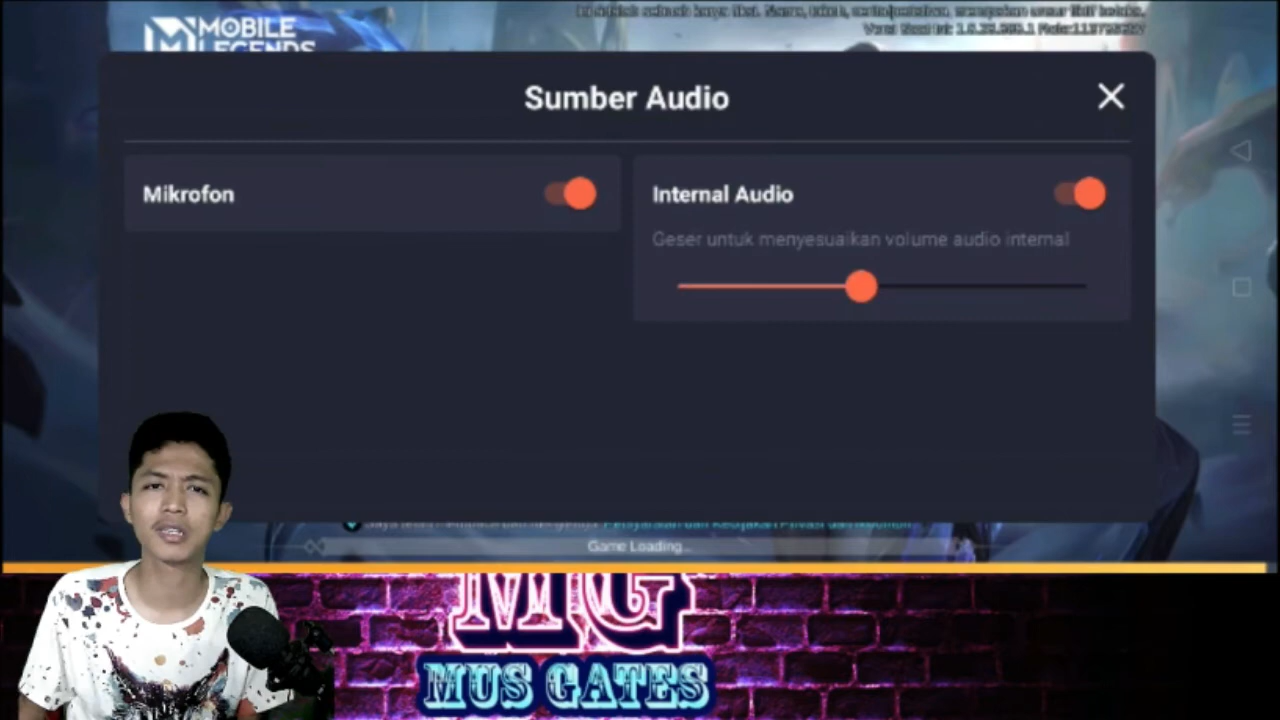 MOBILE
LEGENDS
Sumber Audio
Mikrofon
Internal Audio
Geser untuk menyesuaikan volume audio internal
Game Loading...
MG
MUS GATES